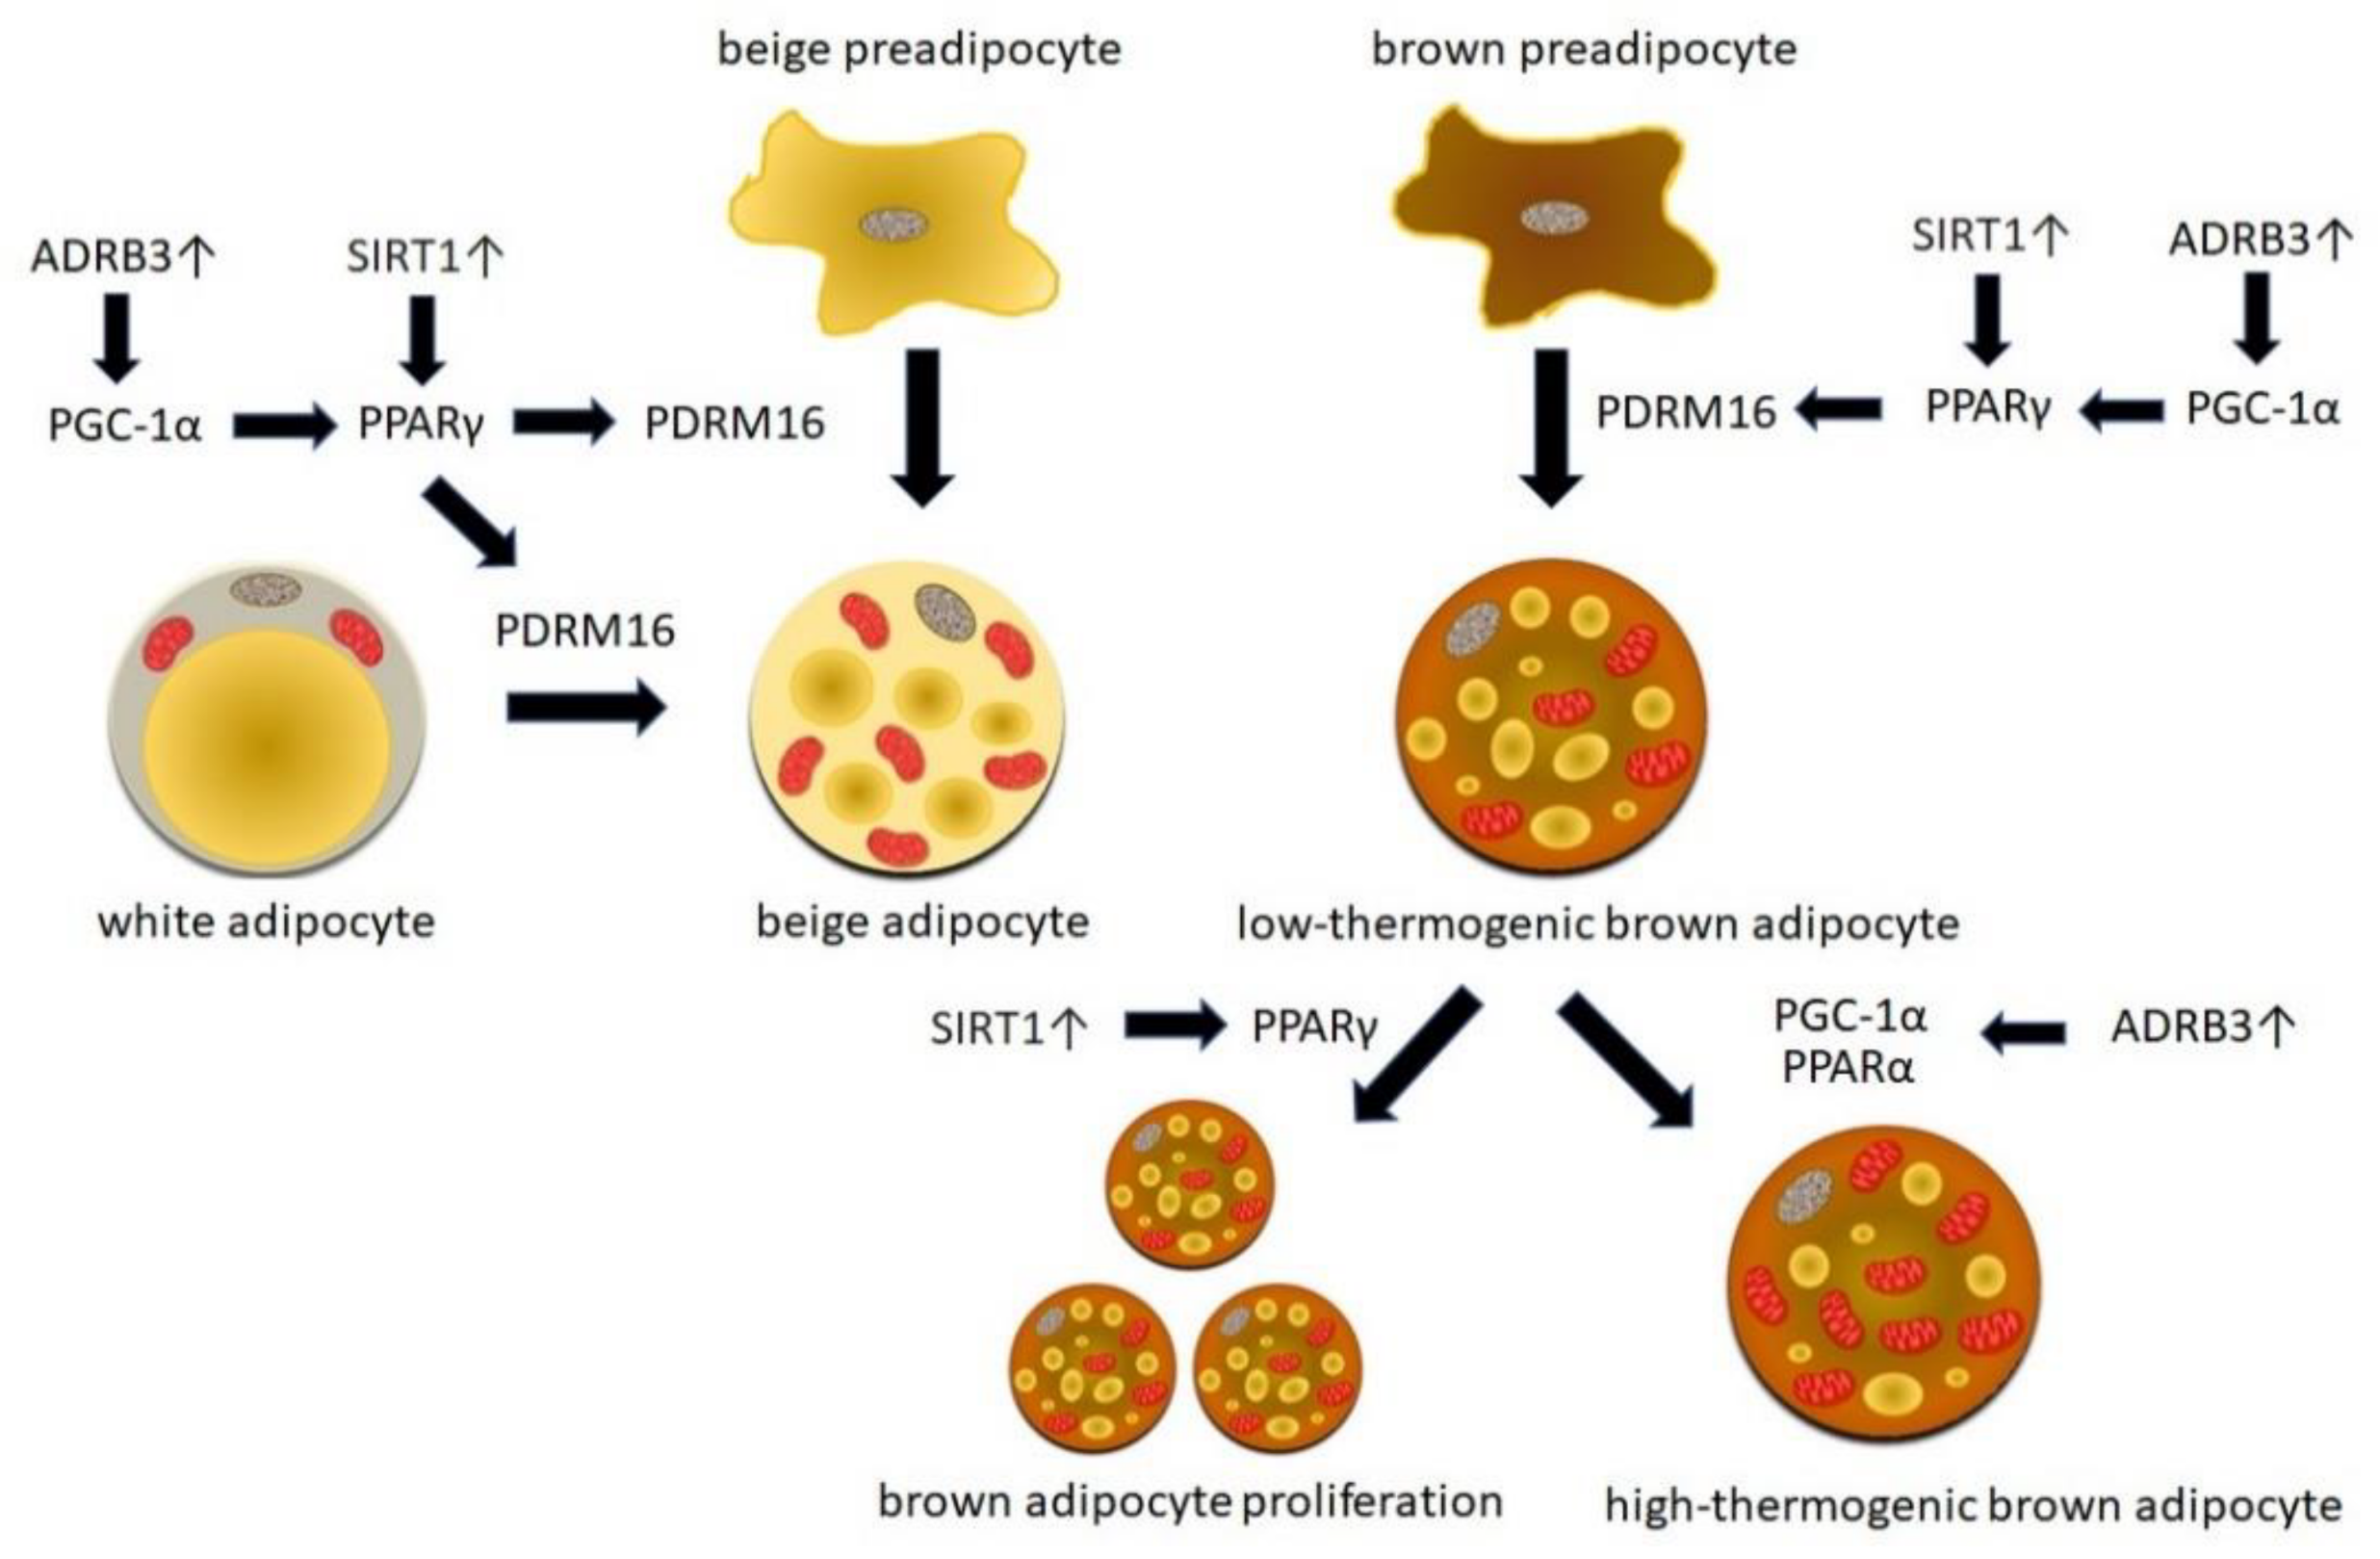 beige preadipocyte
brown preadipocyte
ADRB3↑
SIRT1↑
SIRT1↑
ADRB3↑
PGC-1α
PPARγ
PDRM16
PDRM16
PPARγ
PGC-1α
PDRM16
white adipocyte
beige adipocyte
low-thermogenic brown adipocyte
SIRT1↑
PPARγ
PGC-1α
PPARα
ADRB3↑
brown adipocyte proliferation
high-thermogenic brown adipocyte